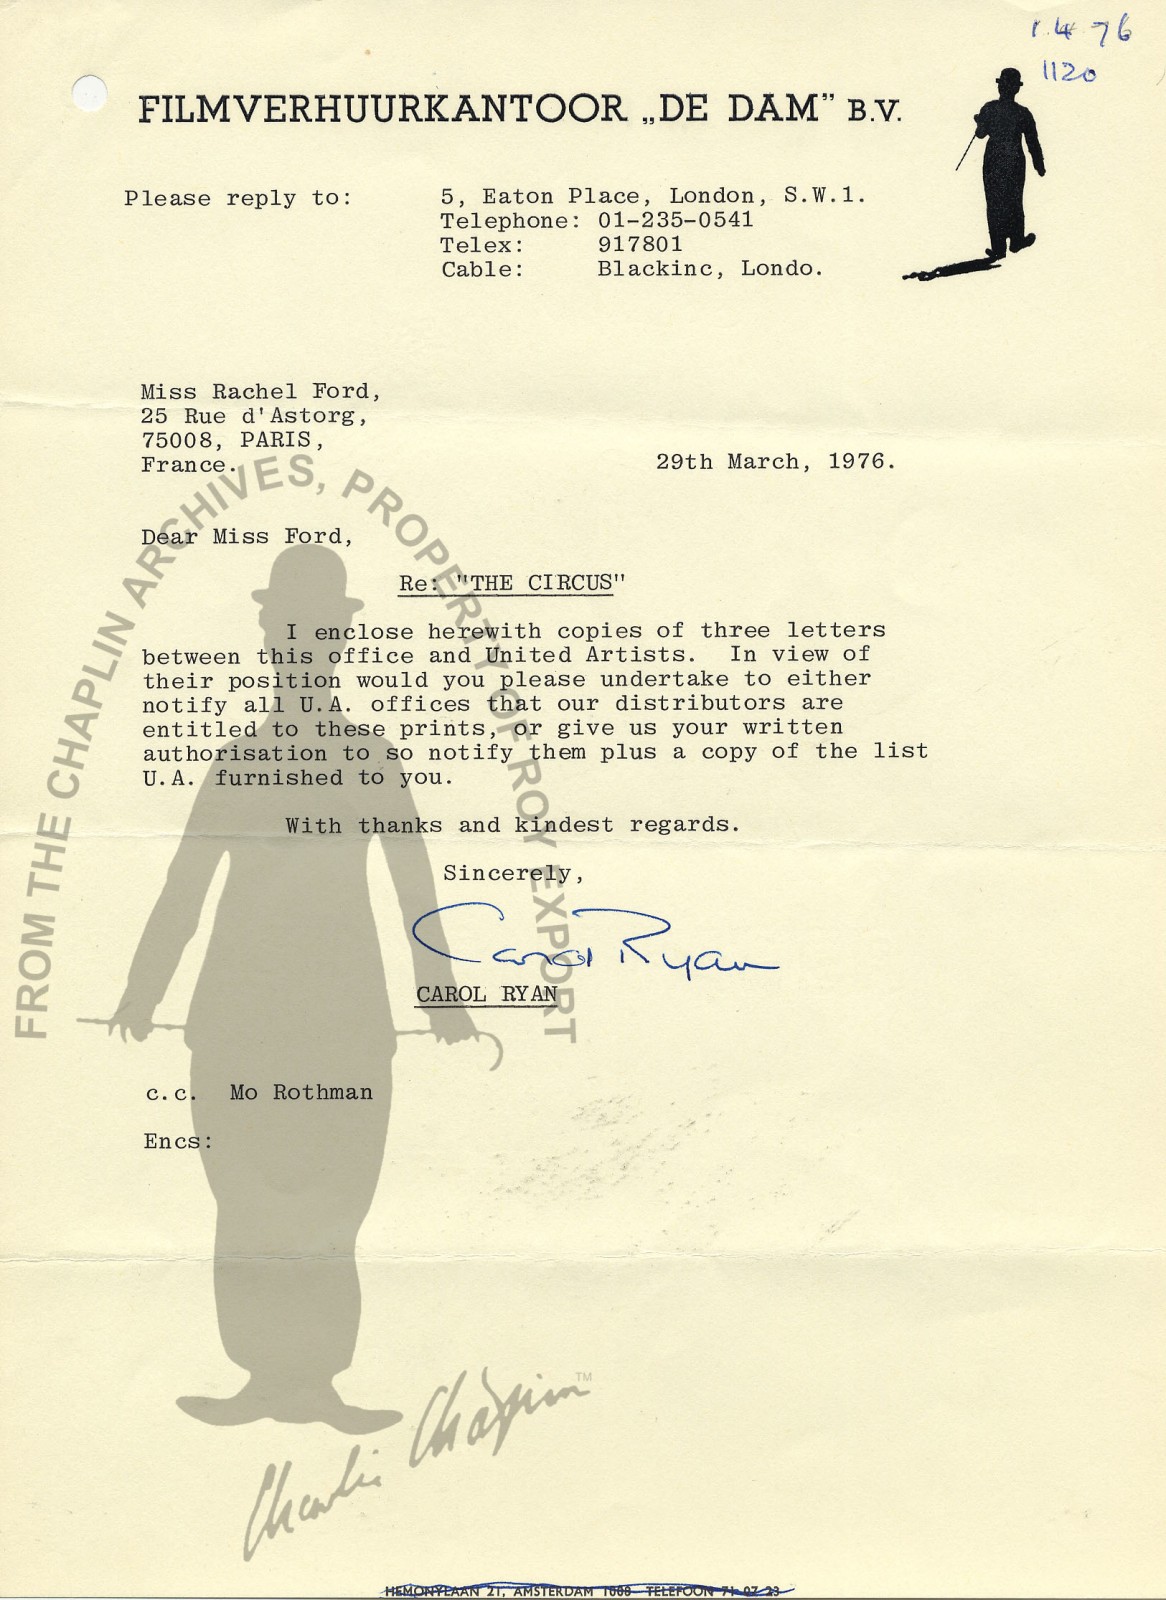 1.4.76
1120
FILMVERHUURKANTOOR „DE DAM” B.V.
Please reply to: 5, Eaton Place, London, S.W.1.
Telephone: 01-235-0541
Telex: 917801
Cable: Blackinc, Londo.
Miss Rachel Ford,
25 Rue d'Astorg,
75008, PARIS,
France.
29th March, 1976.
Dear Miss Ford,
Re: "THE CIRCUS"
I enclose herewith copies of three letters
between this office and United Artists. In view of
their position would you please undertake to either
notify all U.A. offices that our distributors are
entitled to these prints, or give us your written
authorisation to so notify them plus a copy of the list
U.A. furnished to you.
With thanks and kindest regards.
Sincerely,
Carol Ryan
CAROL RYAN
c.c. Mo Rothman
Encs:
FROM THE CHAPLIN ARCHIVES, PROPERTY OF ROY EXPORT
Charlie Chaplin TM
HEMONYLAAN 21, AMSTERDAM 1008 TELEFOON 71 07 23